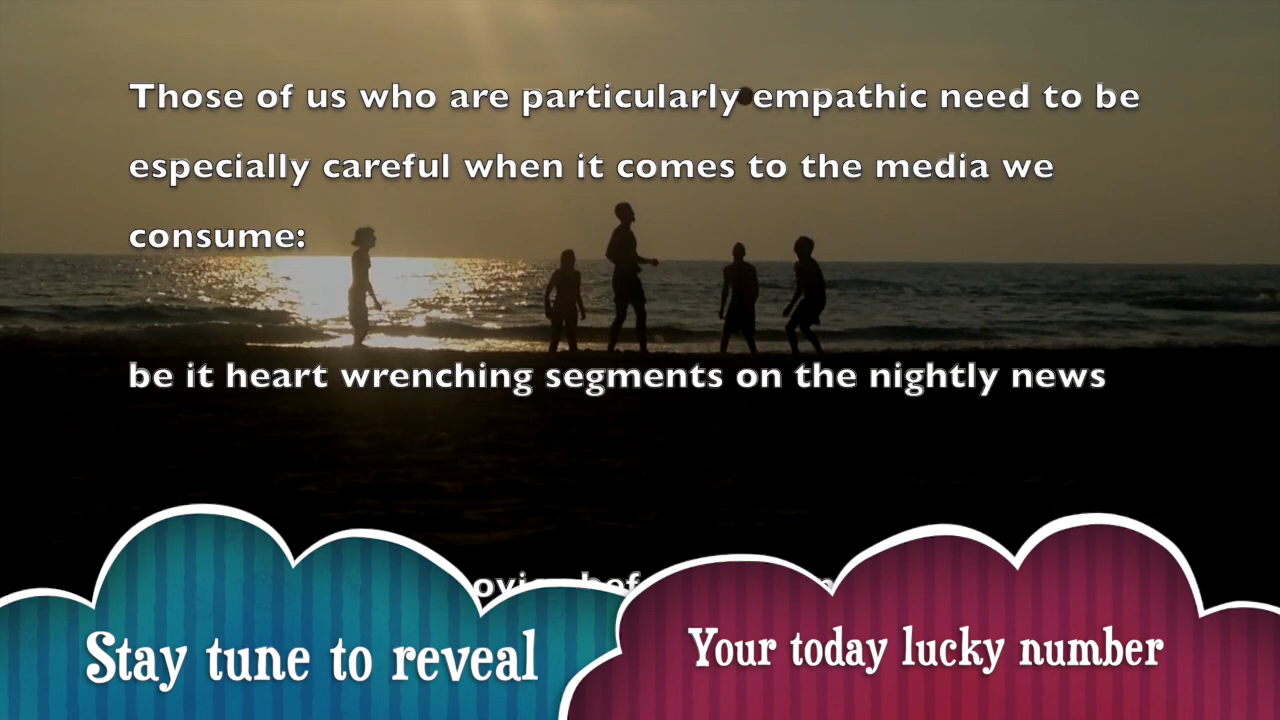 Those of us who are particularly empathic need to be
especially careful when it comes to the media we
consume:
be it heart wrenching segments on the nightly news
Stay tune to reveal
Your today lucky number